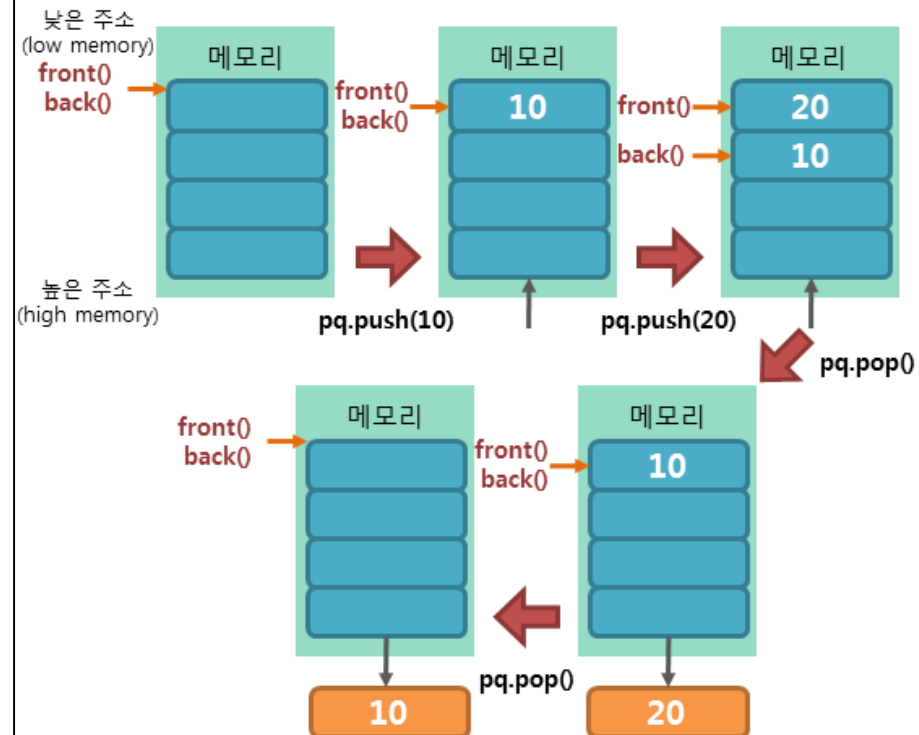 낮은 주소
(low memory)
메모리
front()
back()
메모리
front()
back()
10
메모리
front()
20
back()
10
높은 주소
(high memory)
pq.push(10)
pq.push(20)
pq.pop()
메모리
front()
back()
메모리
front()
back()
10
pq.pop()
10
20